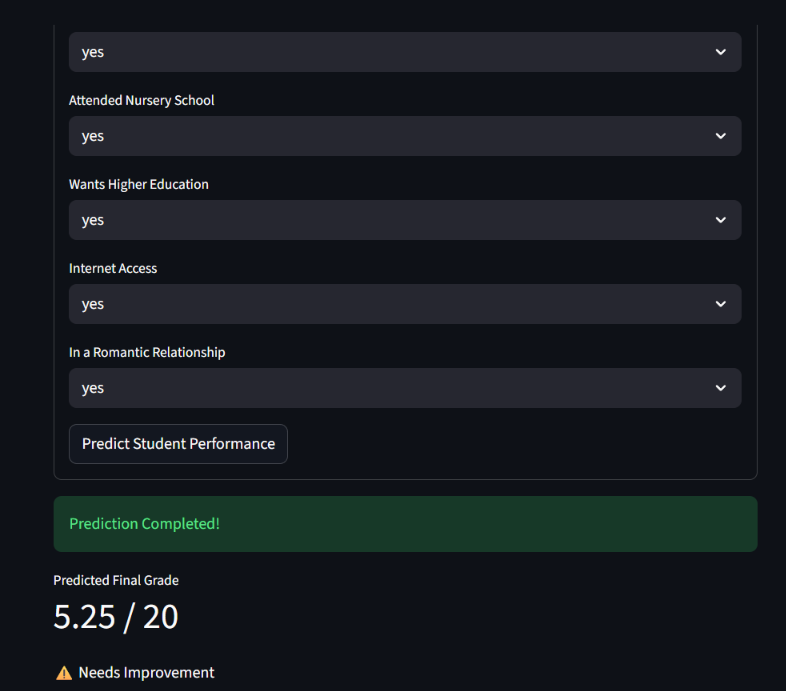 yes
Attended Nursery School
yes
Wants Higher Education
yes
Internet Access
yes
In a Romantic Relationship
yes
Predict Student Performance
Prediction Completed!
Predicted Final Grade
5.25 / 20
⚠️ Needs Improvement